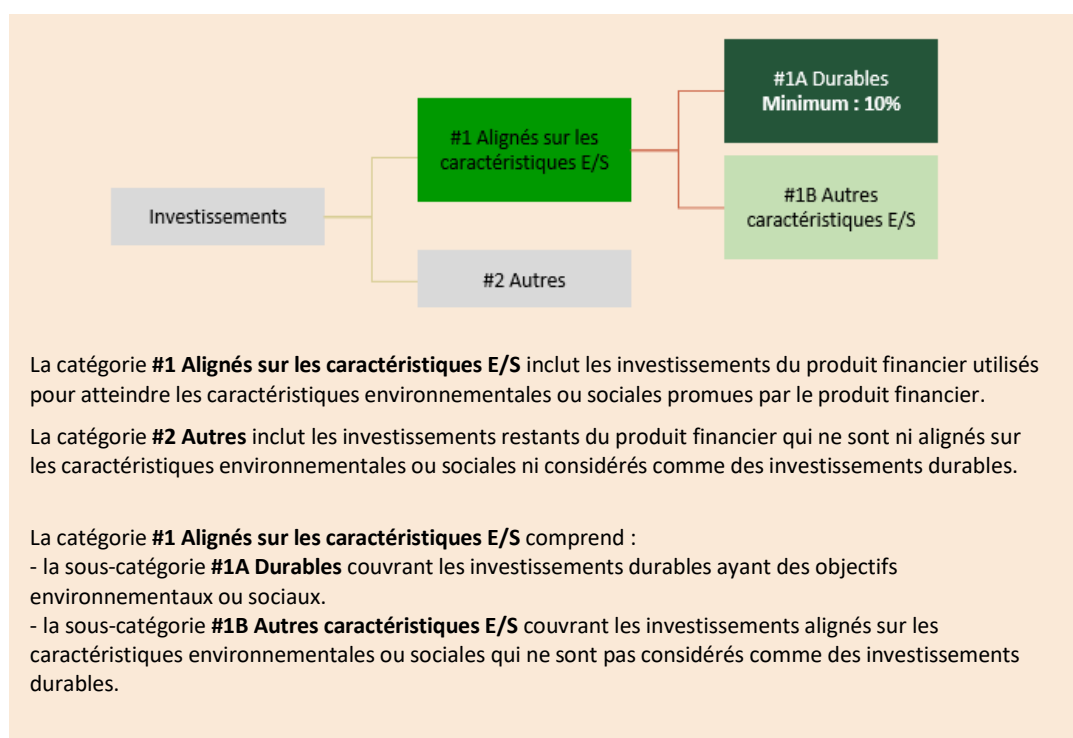 #1A Durables
Minimum : 10%
#1 Alignés sur les
caractéristiques E/S
#1B Autres
caractéristiques E/S
Investissements
#2 Autres
La catégorie #1 Alignés sur les caractéristiques E/S inclut les investissements du produit financier utilisés
pour atteindre les caractéristiques environnementales ou sociales promues par le produit financier.
La catégorie #2 Autres inclut les investissements restants du produit financier qui ne sont ni alignés sur
les caractéristiques environnementales ou sociales ni considérés comme des investissements durables.
La catégorie #1 Alignés sur les caractéristiques E/S comprend :
- la sous-catégorie #1A Durables couvrant les investissements durables ayant des objectifs
environnementaux ou sociaux.
- la sous-catégorie #1B Autres caractéristiques E/S couvrant les investissements alignés sur les
caractéristiques environnementales ou sociales qui ne sont pas considérés comme des investissements
durables.